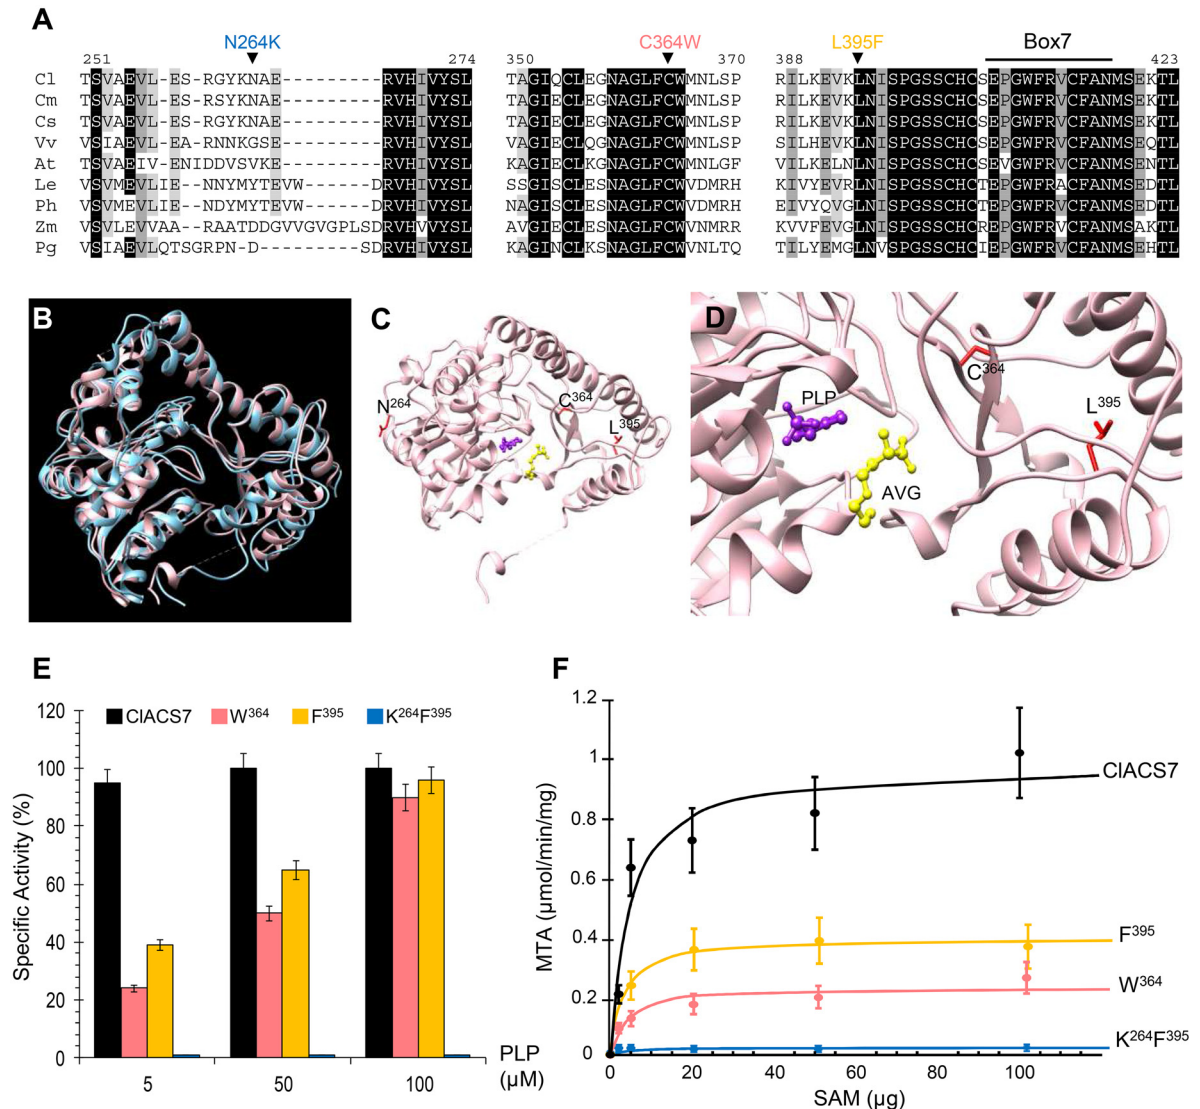 A
N264K C364W L395F Box7
251 274 350 370 388 423
Cl TSVAEVL-ES-RGYKNAE------------RVHIVYSL TAGIQCLEGNAGLFCWMNLSP RILKEVKLNISPGSSCHCSEPGWFRVCFANMSEKTL
Cm TSVAEVL-ES-RSYKNAE------------RVHIVYSL TAGIECLEGNAGLFCWMNLSP RILKEVKLNISPGSSCHCSEPGWFRVCFANMSEKTL
Cs TSVAEVL-ES-RGYKNAE------------RVHIVYSL TAGIECLEGNAGLFCWMNLSP RILKEVKLNISPGSSCHCSEPGWFRVCFANMSEKTL
Vv VSIAEVL-EA-RNNKGSE------------RVHIVYSL VAGIECLQGNAGLFCWMNLSP SILHEVKLNISPGSSCHCSEPGWFRVCFANMSEQTL
At TSVAEIV-ENIDDVSVKE------------RVHIVYSL KAGIECLKGNAGLFCWMNLGF VILKELNLNISPGSSCHCSEVGWFRVCFANMSENTL
Le VSVMEVLIE--NNYMYTEVW--------DRVHIVYSL SSGISCLEGNAGLFCWVDMRH KIVYEVRLNISPGSSCHCTEPGWFRACFANMSEDTL
Ph VSVMEVLIE--NDYMYTEVW--------DRVHIVYSL SAGIECLEGNAGLFCWVDMRH EIVYQVGLNISPGSSCHCTEPGWFRVCFANMSEDTL
Zm VSVLEVVAA--RAATDDGVVGVGPLSDRVHVVYSL AVGIECLKSNAGLFCWVDMRR KVVFEVGLNISPGSSCHCREPGWFRVCFANMSAKTL
Pg VSIAEVLQTSGRPN-D---------SDRVHIVYSL KAGINCLKSNAGLFCWVNLTQ TILYEMGLNVSPGSSCHCIEPGWFRVCFANMSEHTL
B
C
N264
C364
L395
D
C364
PLP
L395
AVG
E
ClACS7 W364 F395 K264F395
Specific Activity (%)
120
100
80
60
40
20
0
5 50 100
PLP
(µM)
F
MTA (µmol/min/mg)
1.2
1
0.8
0.6
0.4
0.2
0
ClACS7
F395
W364
K264F395
0 20 40 60 80 100
SAM (µg)